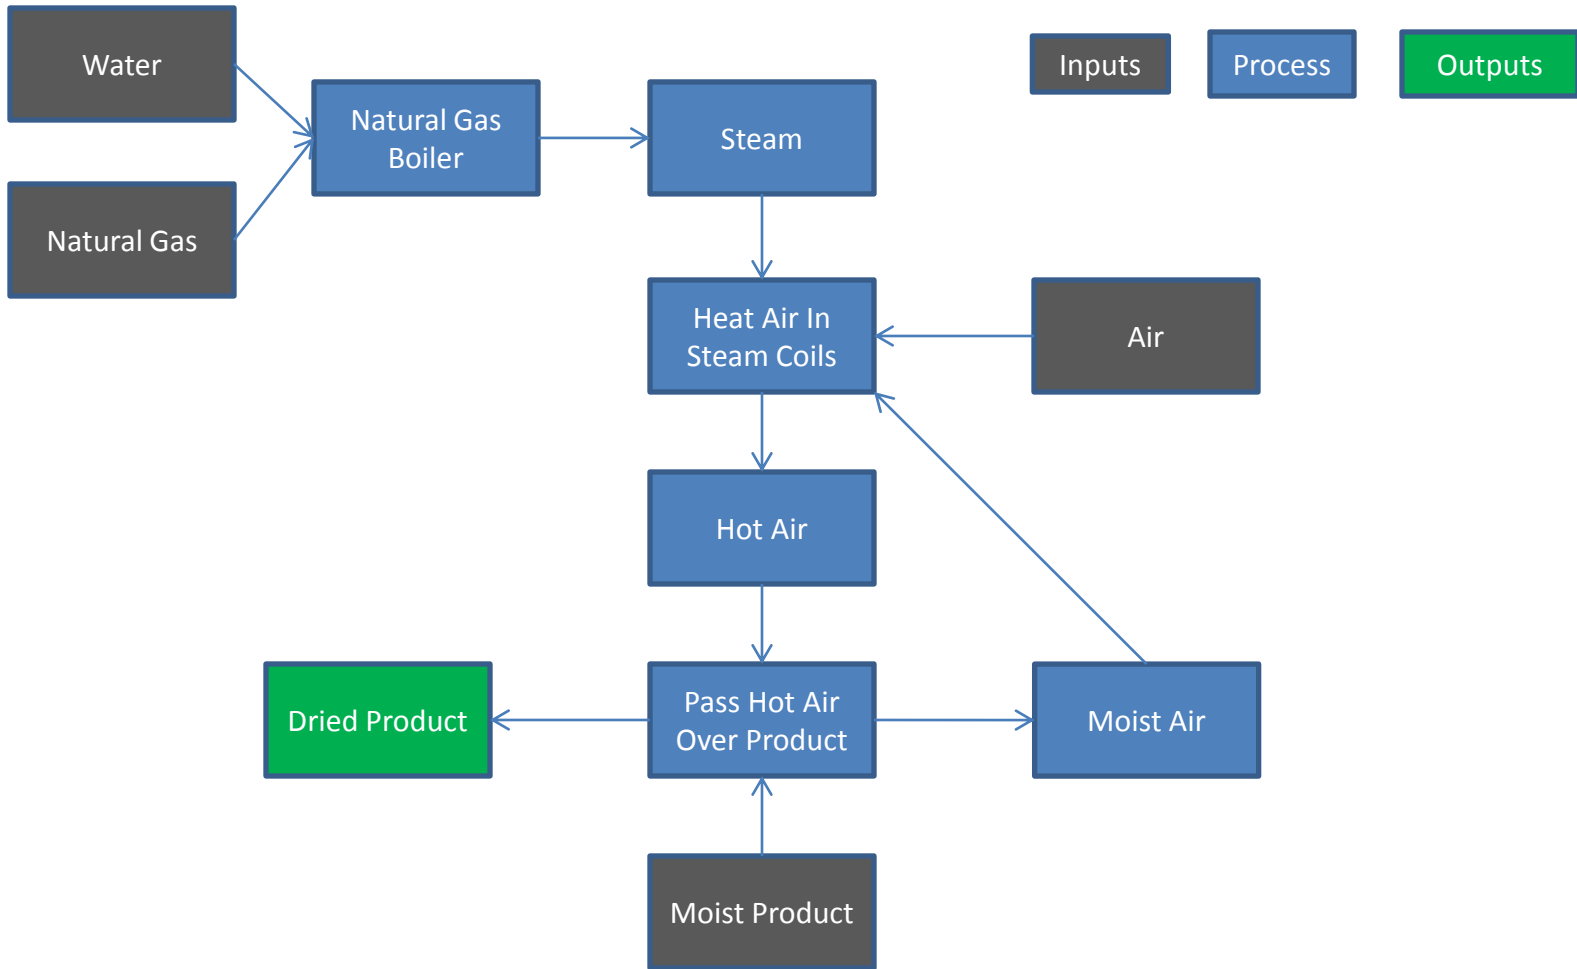 Water
Inputs
Process
Outputs
Natural Gas
Boiler
Steam
Natural Gas
Heat Air In
Steam Coils
Air
Hot Air
Dried Product
Pass Hot Air
Over Product
Moist Air
Moist Product